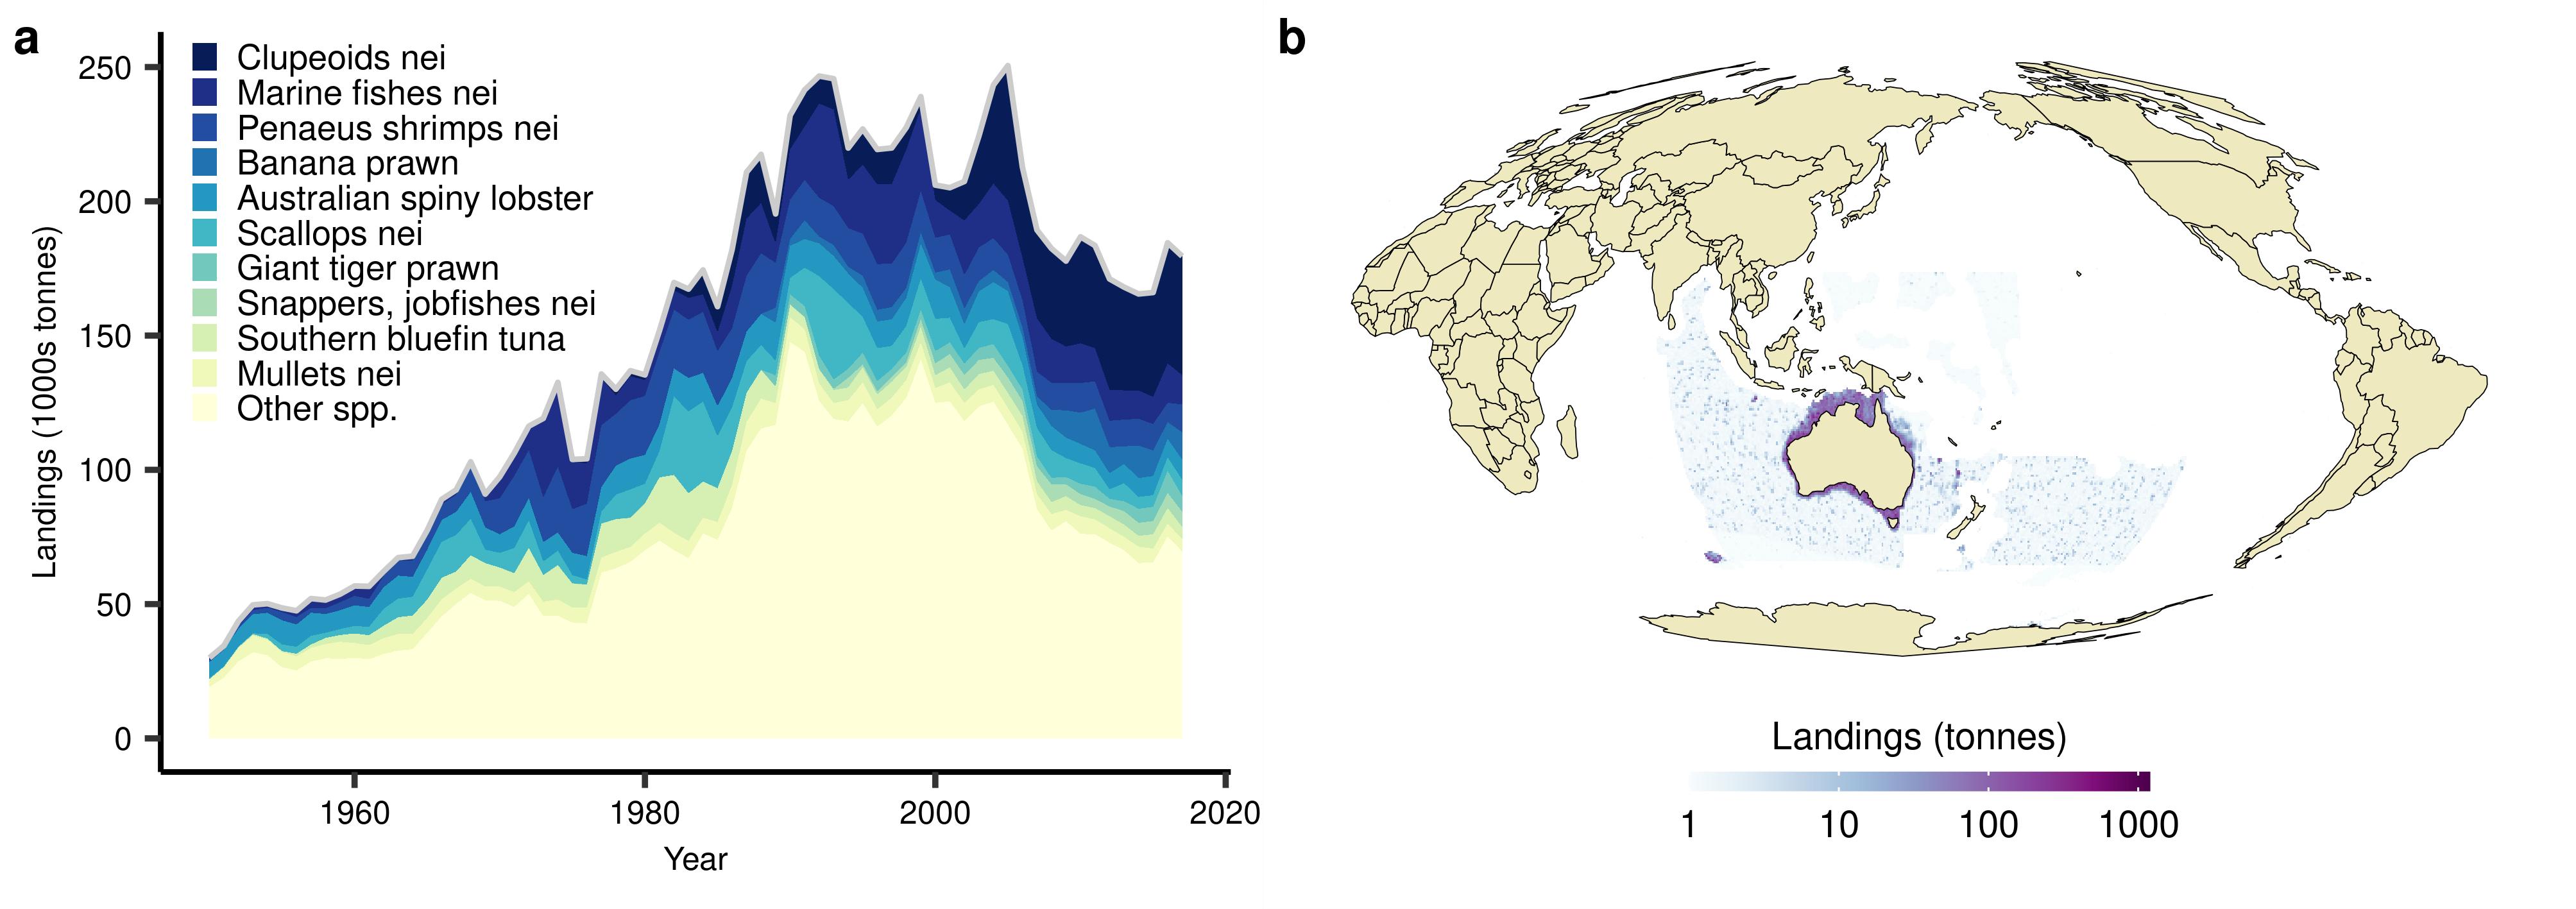 a
Landings (1000s tonnes)
250
200
150
100
50
0
Clupeoids nei
Marine fishes nei
Penaeus shrimps nei
Banana prawn
Australian spiny lobster
Scallops nei
Giant tiger prawn
Snappers, jobfishes nei
Southern bluefin tuna
Mullets nei
Other spp.
1960 1980 2000 2020
Year
b
Landings (tonnes)
1 10 100 1000